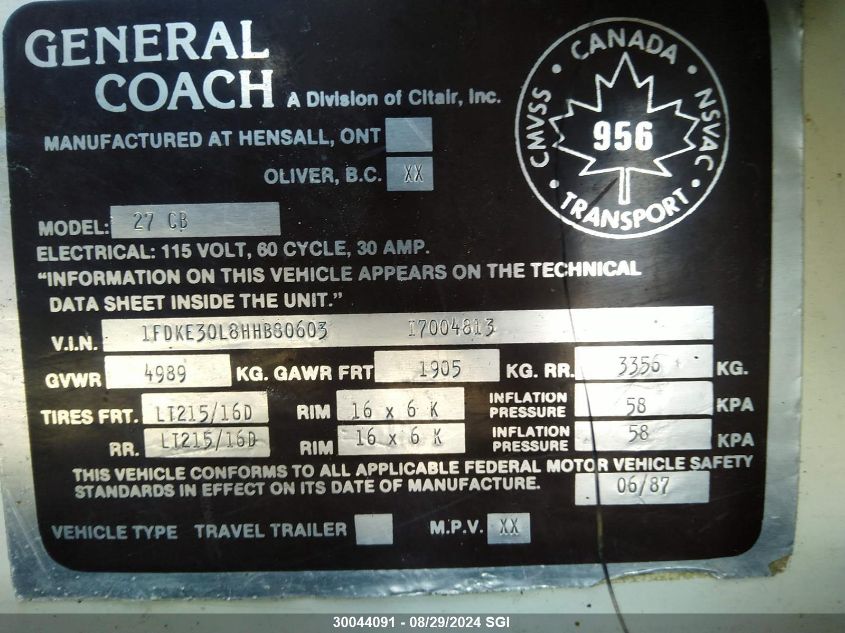 GENERAL
COACH A Division of Citair, Inc.
MANUFACTURED AT HENSALL, ONT
OLIVER, B.C. XX
CANADA
CMVSS
NSVAC
956
TRANSPORT
MODEL: 27 CB
ELECTRICAL: 115 VOLT, 60 CYCLE, 30 AMP.
"INFORMATION ON THIS VEHICLE APPEARS ON THE TECHNICAL
DATA SHEET INSIDE THE UNIT."
V.I.N. 1FDKE30L8HHB80603 17004813
GVWR 4989 KG. GAWR FRT 1905 KG. RR. 3356 KG.
TIRES FRT. LT215/16D RIM 16 x 6 K INFLATION PRESSURE 58 KPA
RR. LT215/16D RIM 16 x 6 K INFLATION PRESSURE 58 KPA
THIS VEHICLE CONFORMS TO ALL APPLICABLE FEDERAL MOTOR VEHICLE SAFETY
STANDARDS IN EFFECT ON ITS DATE OF MANUFACTURE. 06/87
VEHICLE TYPE TRAVEL TRAILER M.P.V. XX
30044091 - 08/29/2024 SGI